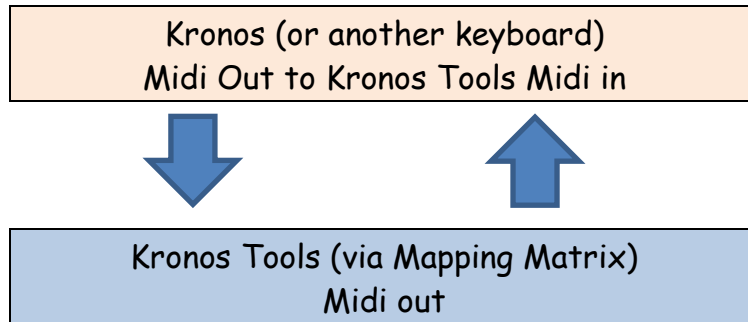 Kronos (or another keyboard)
Midi Out to Kronos Tools Midi in
Kronos Tools (via Mapping Matrix)
Midi out